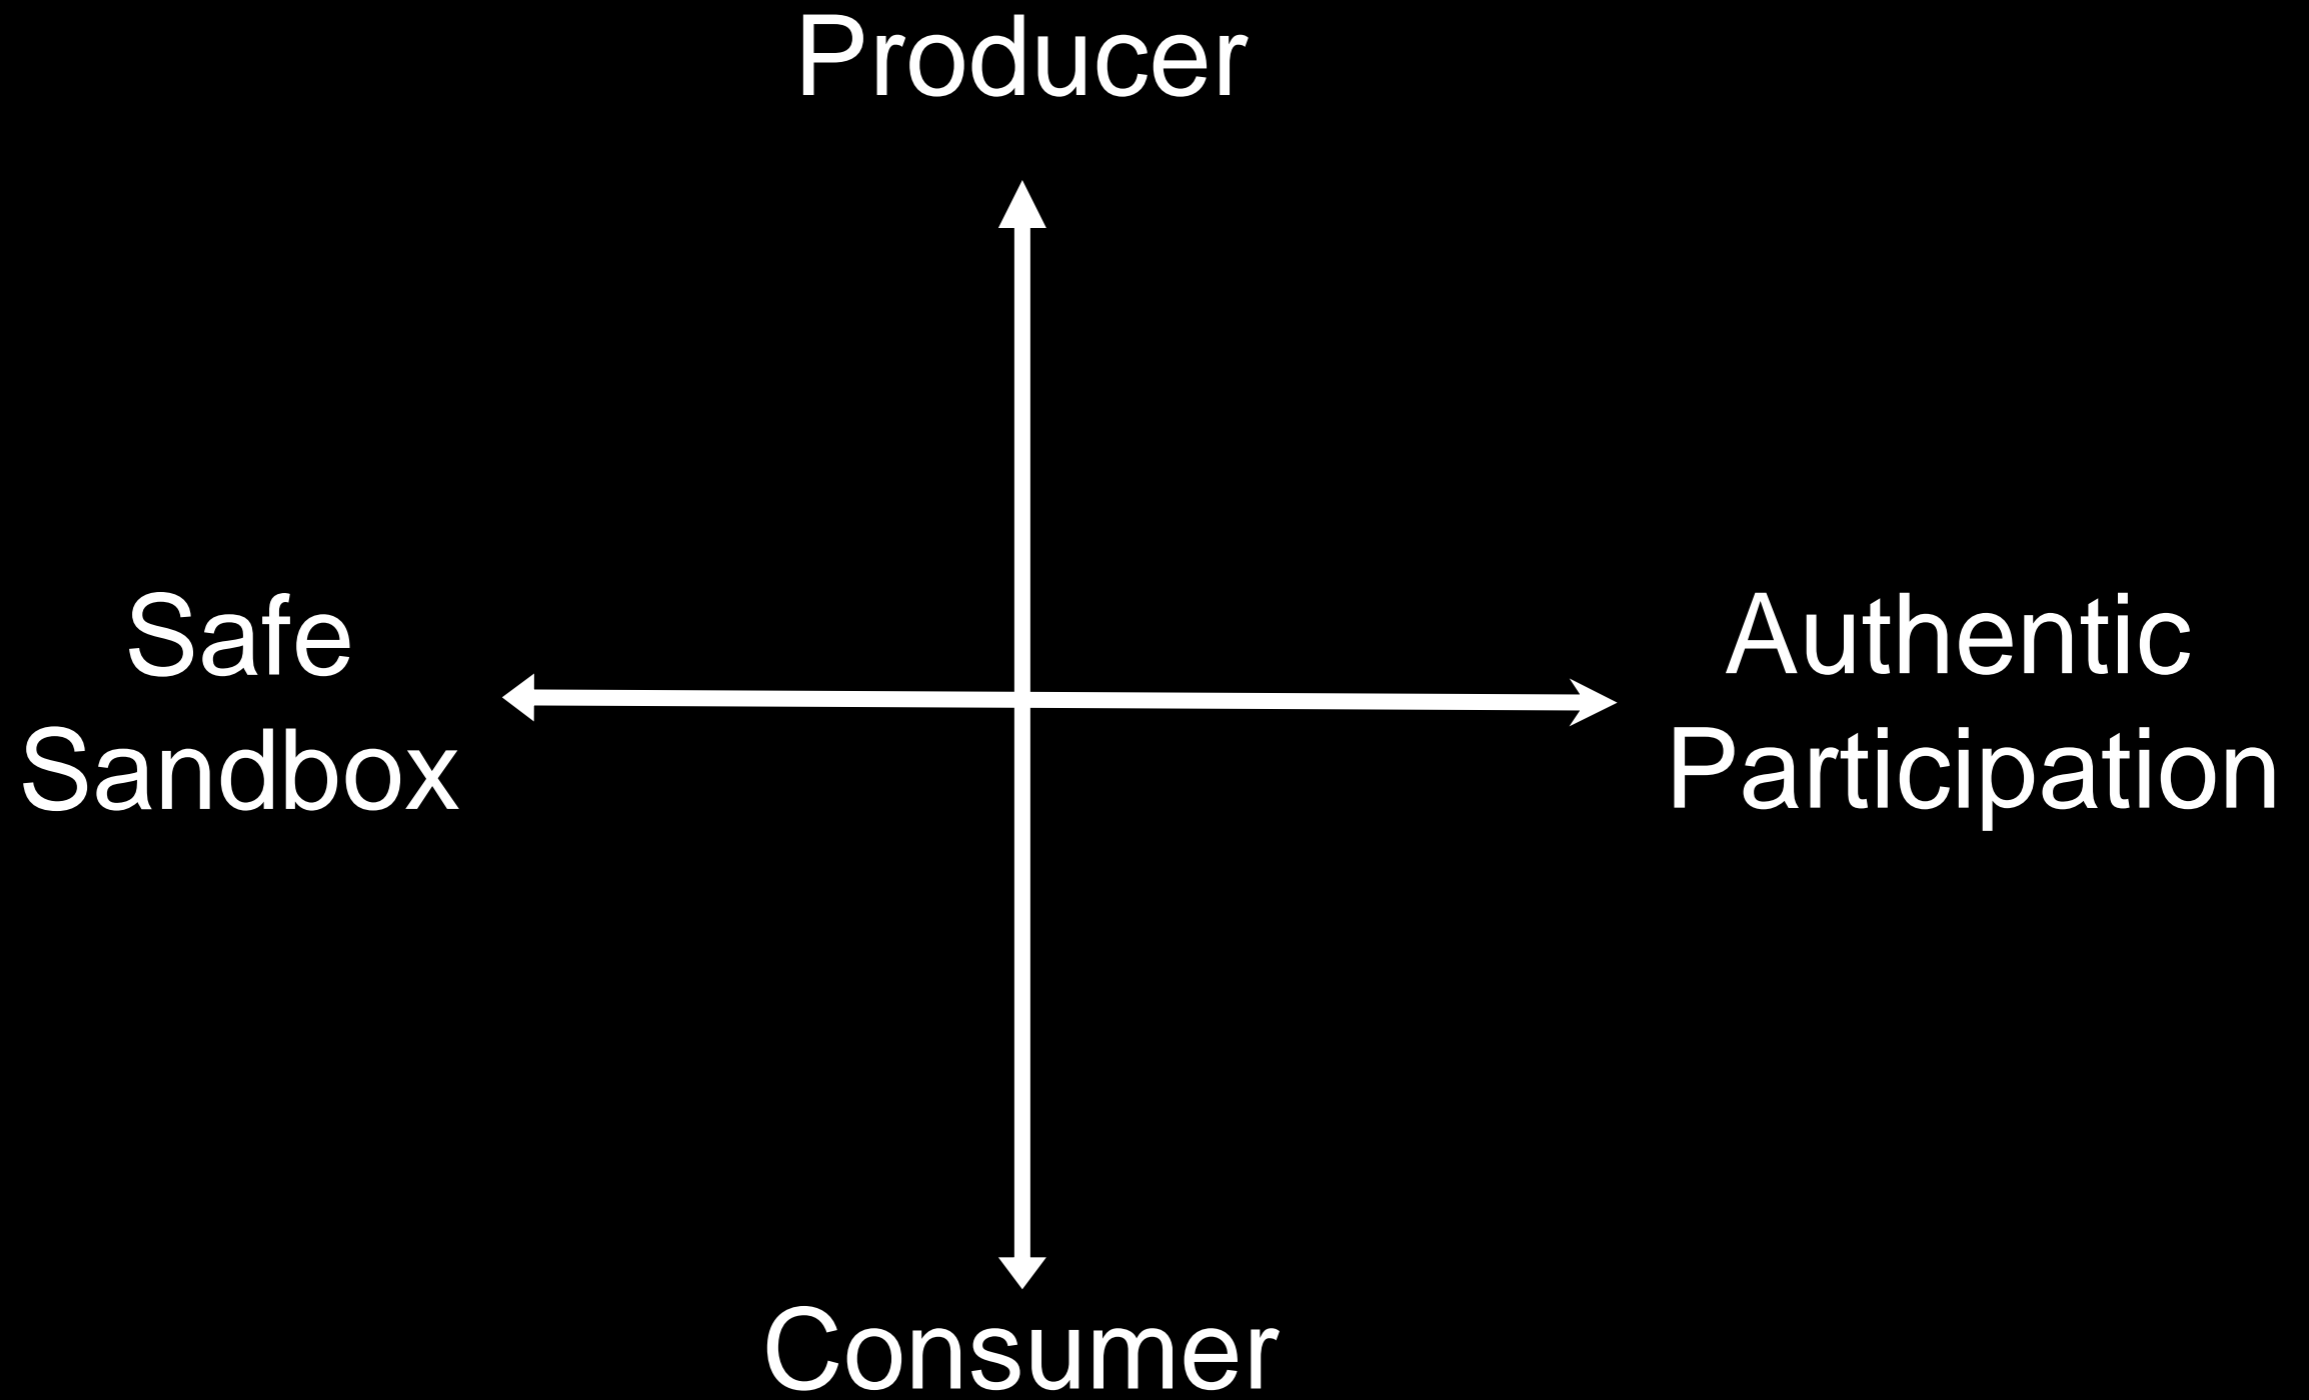 Producer
Safe
Sandbox
Authentic
Participation
Consumer